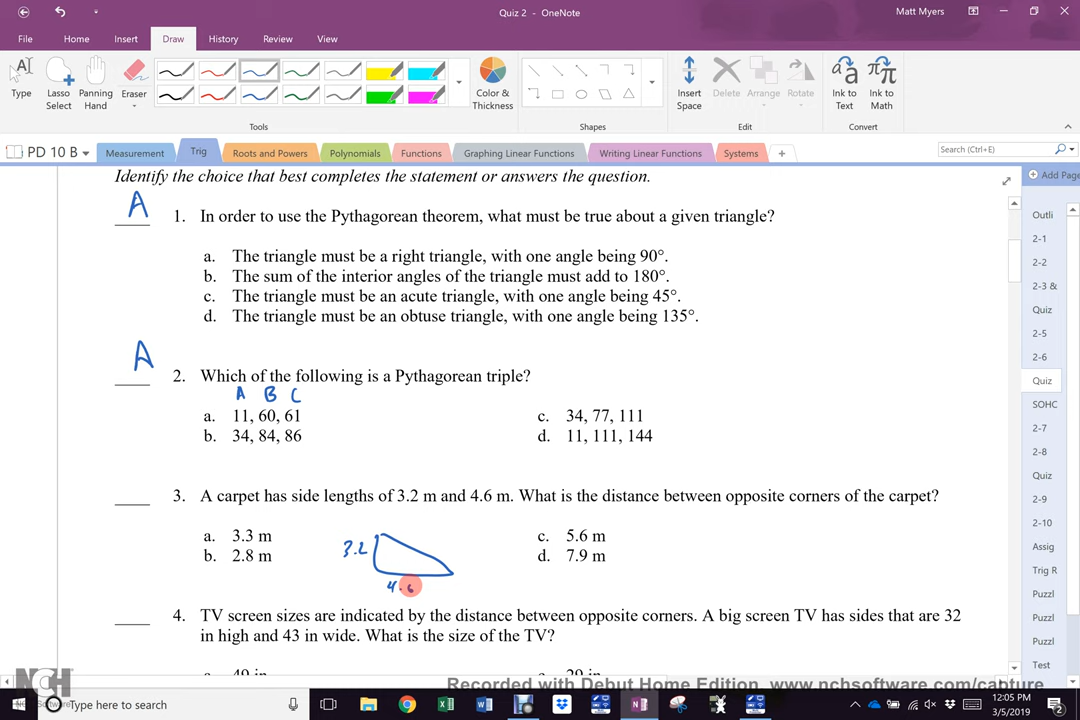 Quiz 2 - OneNote
Matt Myers
File Home Insert Draw History Review View
Type
Lasso Select
Panning Hand
Eraser
Color & Thickness
Insert Space
Delete Arrange Rotate
Ink to Text
Ink to Math
Tools
Shapes
Edit
Convert
PD 10 B
Measurement Trig Roots and Powers Polynomials Functions Graphing Linear Functions Writing Linear Functions Systems +
Search (Ctrl+E)
Add Page
Identify the choice that best completes the statement or answers the question.
A
1. In order to use the Pythagorean theorem, what must be true about a given triangle?
a. The triangle must be a right triangle, with one angle being 90°.
b. The sum of the interior angles of the triangle must add to 180°.
c. The triangle must be an acute triangle, with one angle being 45°.
d. The triangle must be an obtuse triangle, with one angle being 135°.
A
2. Which of the following is a Pythagorean triple?
A B C
a. 11, 60, 61
c. 34, 77, 111
b. 34, 84, 86
d. 11, 111, 144
3. A carpet has side lengths of 3.2 m and 4.6 m. What is the distance between opposite corners of the carpet?
a. 3.3 m
c. 5.6 m
b. 2.8 m
d. 7.9 m
3.2
4.6
4. TV screen sizes are indicated by the distance between opposite corners. A big screen TV has sides that are 32
in high and 43 in wide. What is the size of the TV?
Outli
2-1
2-2
2-3 &
Quiz
2-5
2-6
Quiz
SOHC
2-7
2-8
Quiz
2-9
2-10
Assig
Trig R
Puzzl
Puzzl
Puzzl
Test
NCH
Software
Recorded with Debut Home Edition www.nchsoftware.com/capture
Type here to search
12:05 PM
3/5/2019